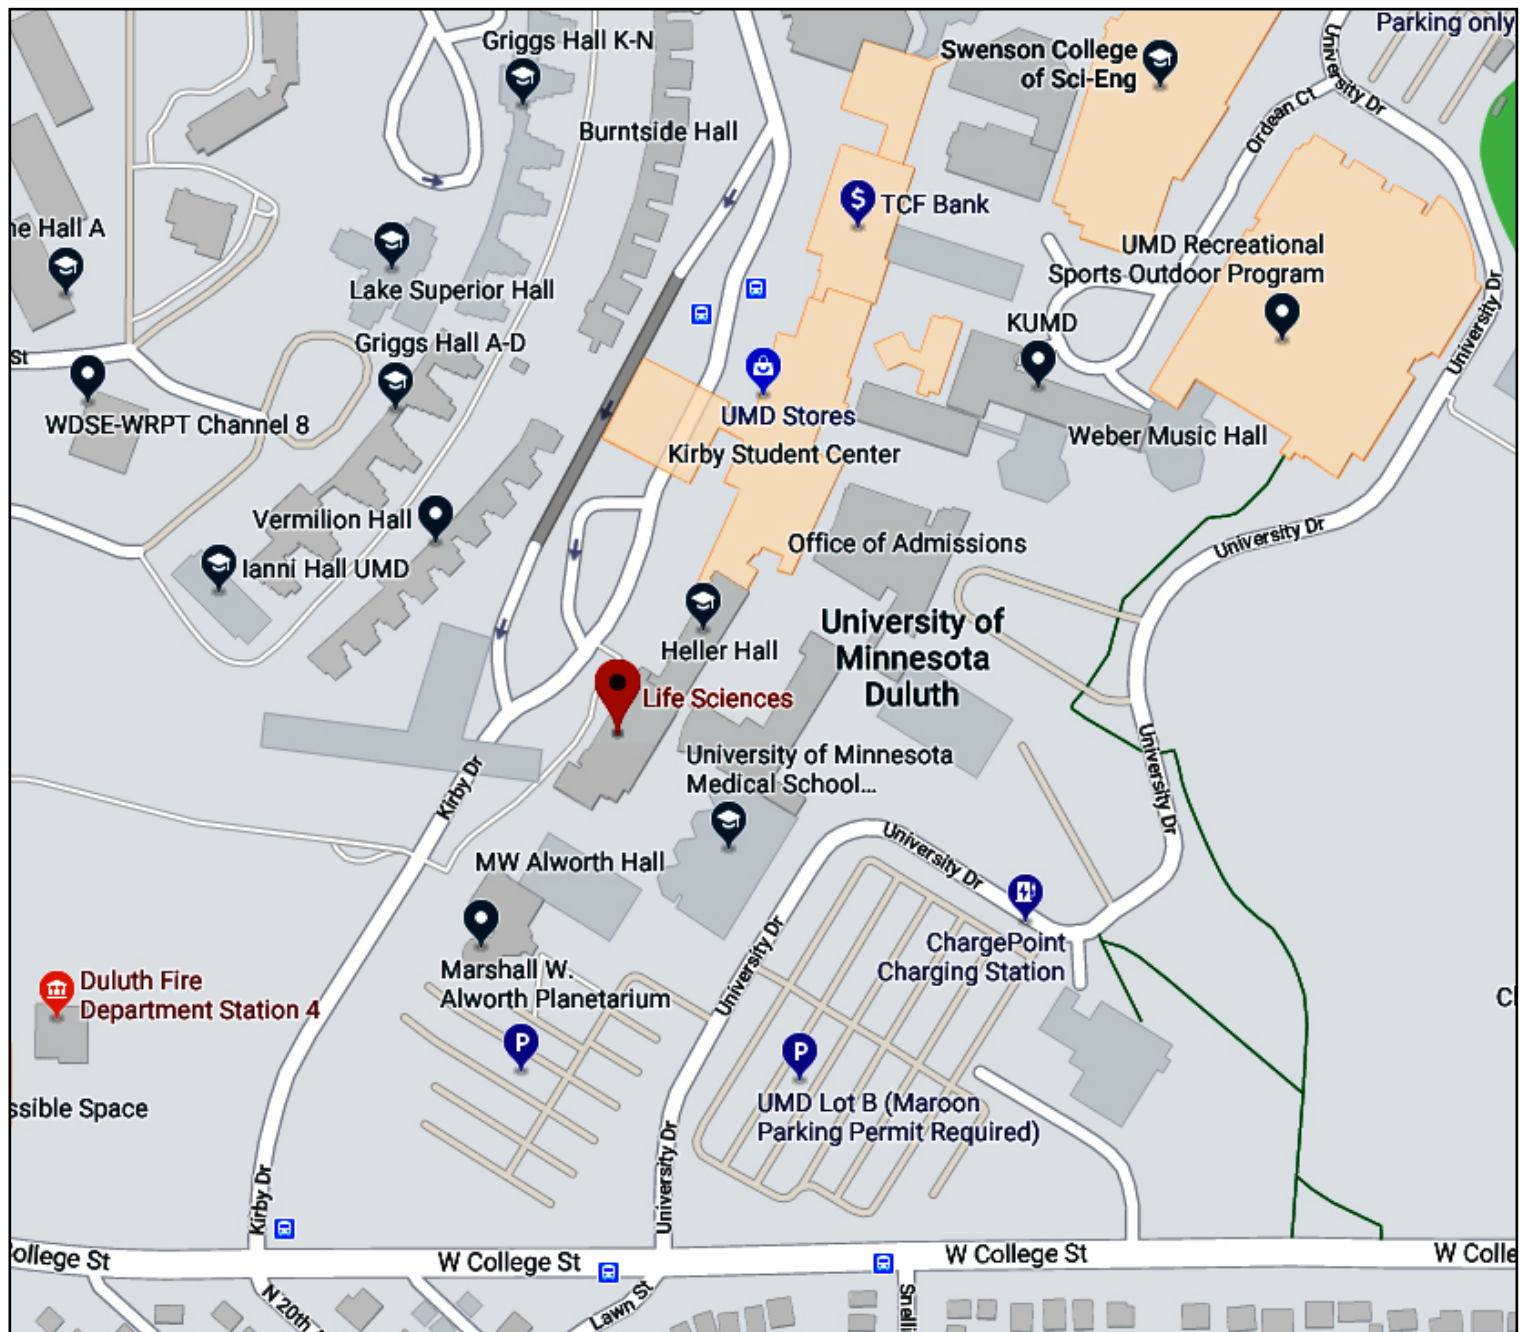 Parking only
Griggs Hall K-N
Swenson College
of Sci-Eng
University Dr
Ordean Ct
Burntside Hall
TCF Bank
Hall A
UMD Recreational
Sports Outdoor Program
Lake Superior Hall
KUMD
University Dr
Griggs Hall A-D
St
WDSE-WRPT Channel 8
UMD Stores
Kirby Student Center
Weber Music Hall
Vermilion Hall
Office of Admissions
University Dr
Ianni Hall UMD
University of
Minnesota
Duluth
Heller Hall
Life Sciences
University of Minnesota
Medical School...
Kirby Dr
University Dr
University Dr
MW Alworth Hall
ChargePoint
Charging Station
University Dr
Marshall W.
Alworth Planetarium
Duluth Fire
Department Station 4
P
P
UMD Lot B (Maroon
Parking Permit Required)
Space
Kirby Dr
University Dr
College St
W College St
W College St
W Colle
N 20th
Lawn St
Snelli